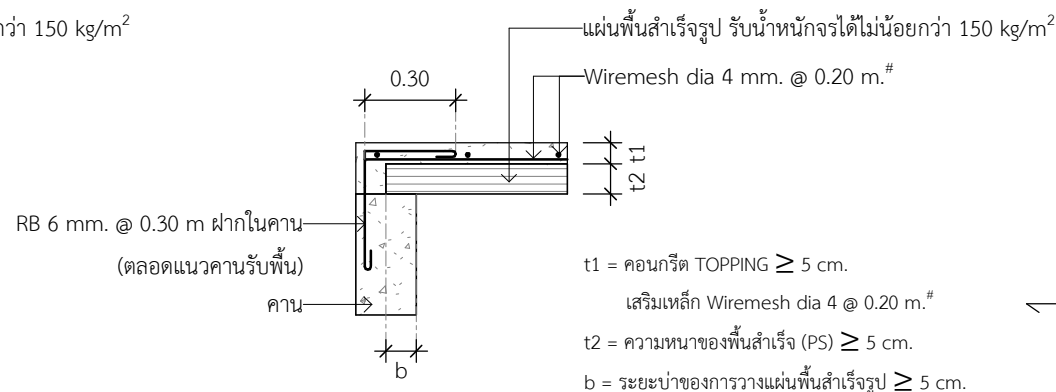 กว่า 150 kg/m²
แผ่นพื้นสำเร็จรูป รับน้ำหนักจรได้ไม่น้อยกว่า 150 kg/m²
Wiremesh dia 4 mm. @ 0.20 m.#
0.30
t1
t2
RB 6 mm. @ 0.30 m ฝากในคาน
(ตลอดแนวคานรับพื้น)
คาน
b
t1 = คอนกรีต TOPPING ≥ 5 cm.
เสริมเหล็ก Wiremesh dia 4 @ 0.20 m.#
t2 = ความหนาของพื้นสำเร็จ (PS) ≥ 5 cm.
b = ระยะบ่าของการวางแผ่นพื้นสำเร็จรูป ≥ 5 cm.